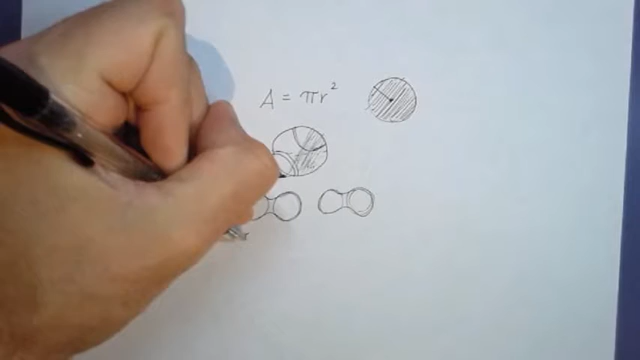 A = πr²